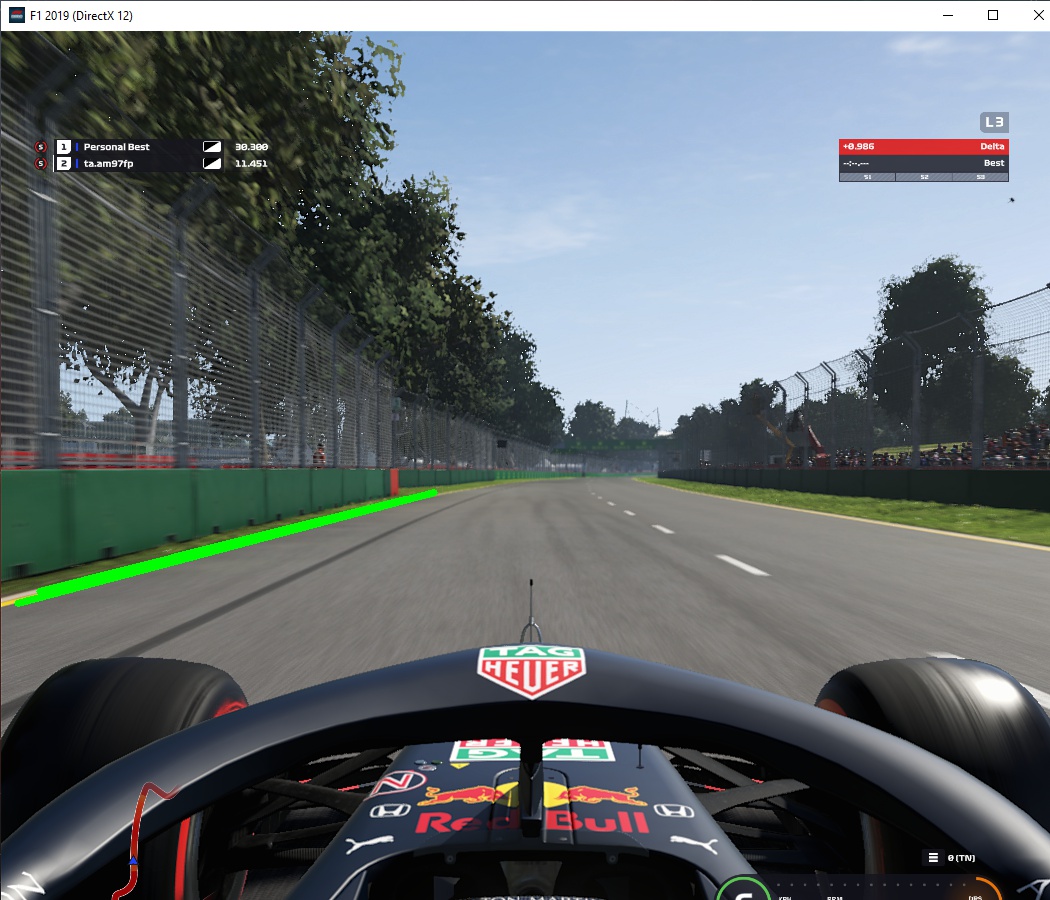 F1 2019 (DirectX 12)
L3
S 1 Personal Best 30.300
S 2 ta.am97fp 11.451
+0.986 Delta
--:--.--- Best
S1 S2 S3
TAG
HEUER
TAG
Red Bull
0 (TN)